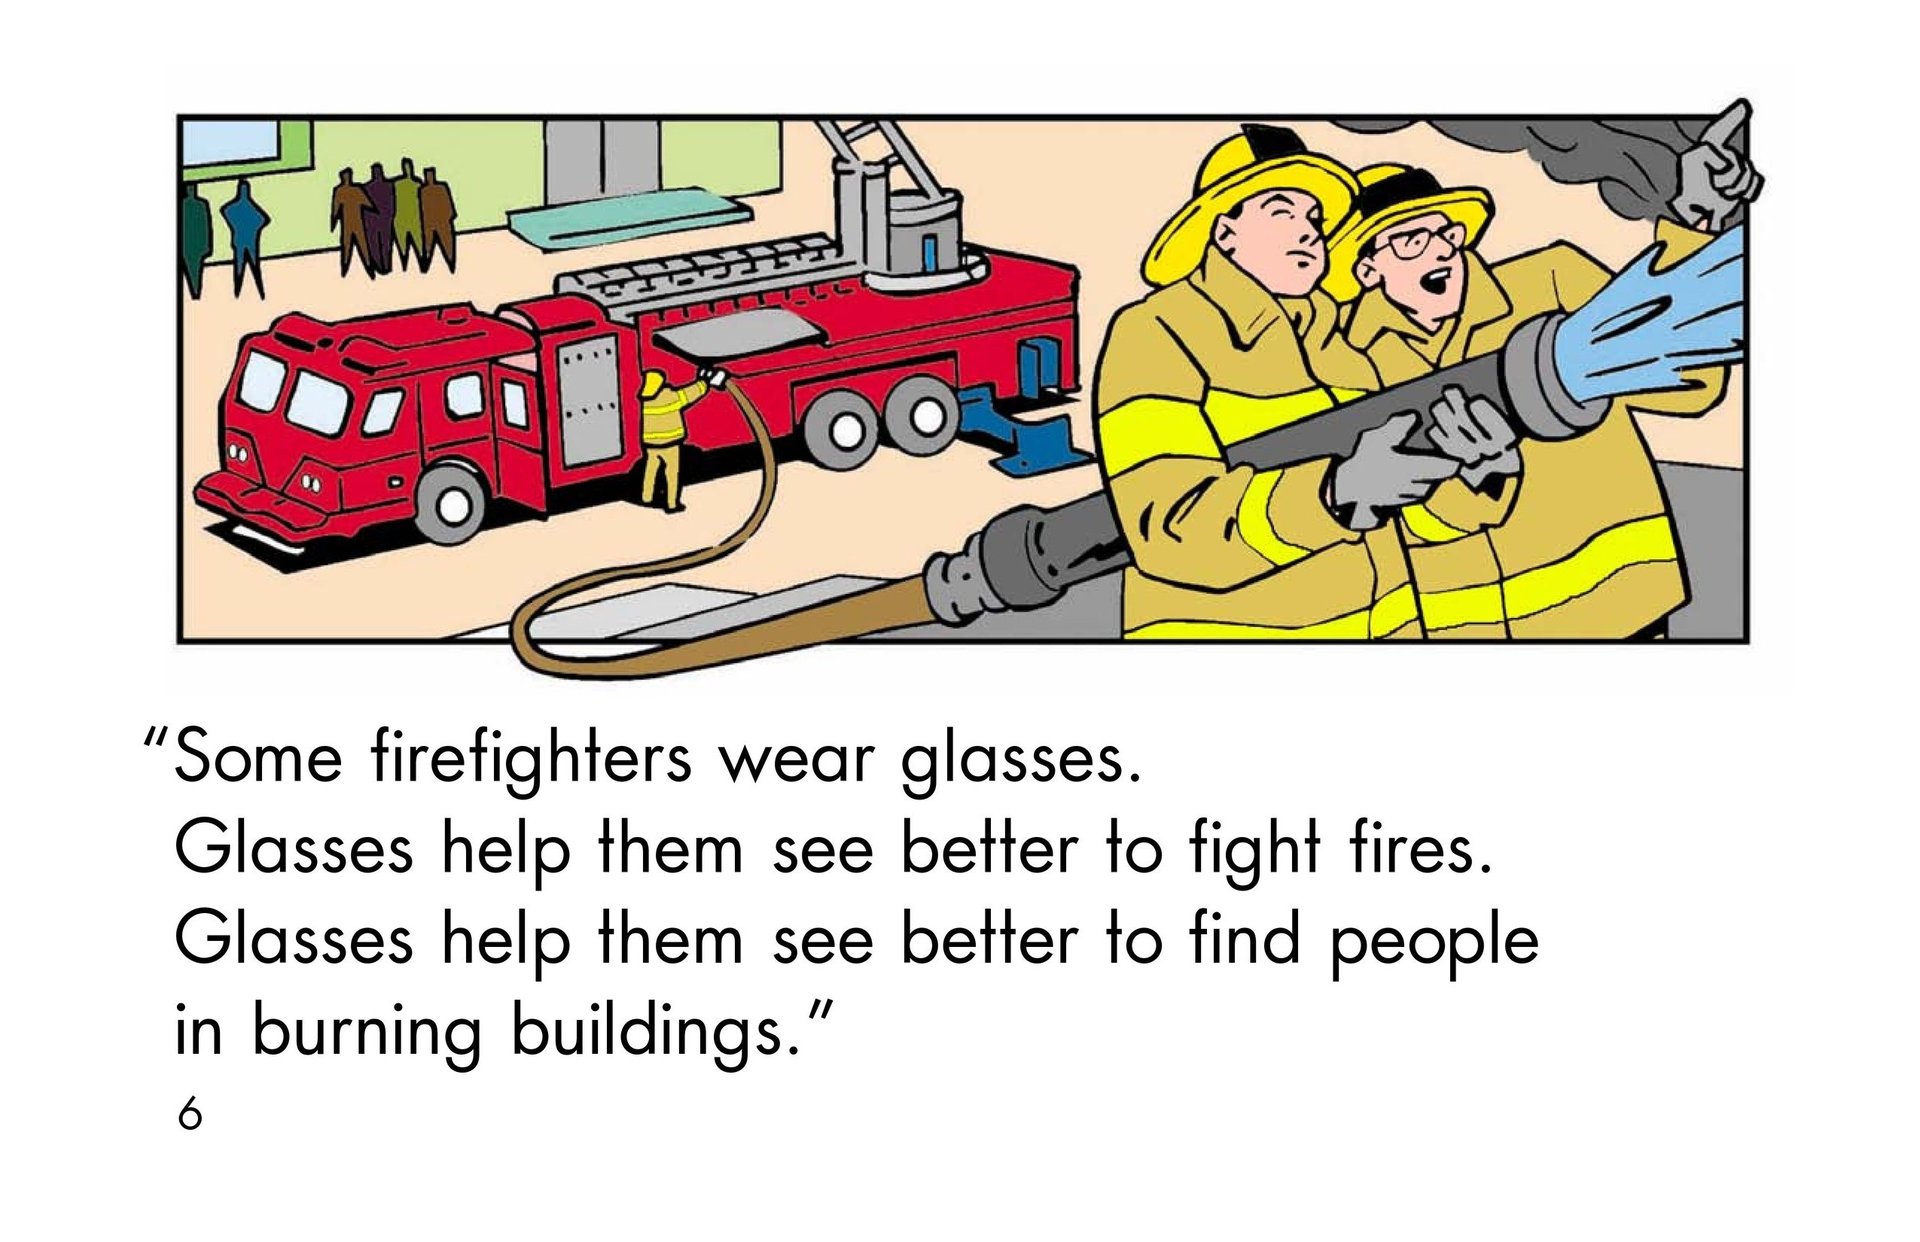 “Some firefighters wear glasses.
Glasses help them see better to fight fires.
Glasses help them see better to find people
in burning buildings.”
6